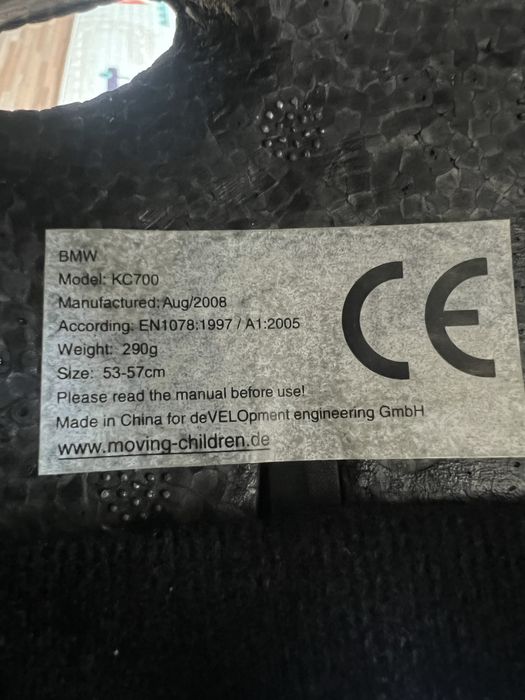 BMW
Model: KC700
Manufactured: Aug/2008
According: EN1078:1997 / A1:2005
Weight: 290g
Size: 53-57cm
Please read the manual before use!
Made in China for deVELOpment engineering GmbH
www.moving-children.de
CE